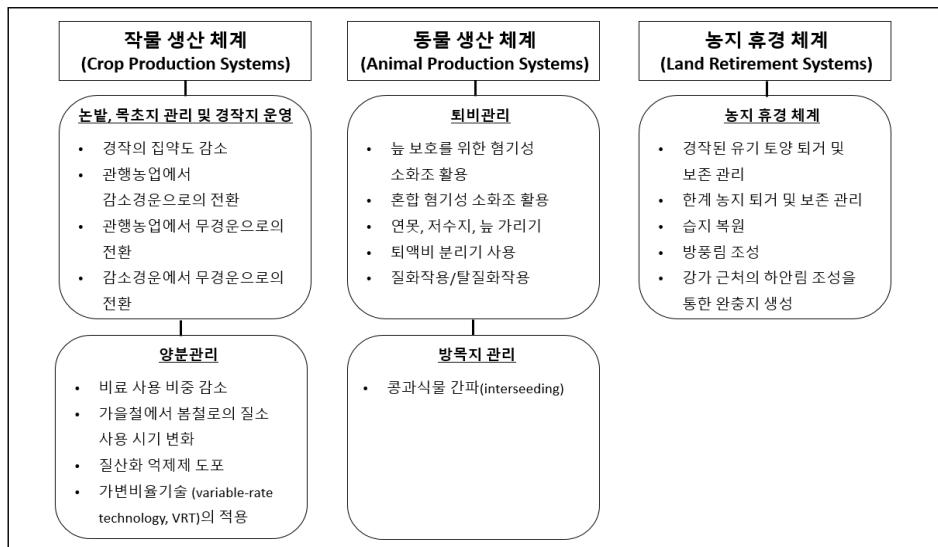 작물 생산 체계
(Crop Production Systems)
논밭, 목초지 관리 및 경작지 운영
• 경작의 집약도 감소
• 관행농업에서
감소경운으로의 전환
• 관행농업에서 무경운으로의
전환
• 감소경운에서 무경운으로의
전환
양분관리
• 비료 사용 비중 감소
• 가을철에서 봄철로의 질소
사용 시기 변화
• 질산화 억제제 도포
• 가변비율기술 (variable-rate
technology, VRT)의 적용
동물 생산 체계
(Animal Production Systems)
퇴비관리
• 늪 보호를 위한 혐기성
소화조 활용
• 혼합 혐기성 소화조 활용
• 연못, 저수지, 늪 가리기
• 퇴액비 분리기 사용
• 질화작용/탈질화작용
방목지 관리
• 콩과식물 간파(interseeding)
농지 휴경 체계
(Land Retirement Systems)
농지 휴경 체계
• 경작된 유기 토양 퇴거 및
보존 관리
• 한계 농지 퇴거 및 보존 관리
• 습지 복원
• 방풍림 조성
• 강가 근처의 하안림 조성을
통한 완충지 생성